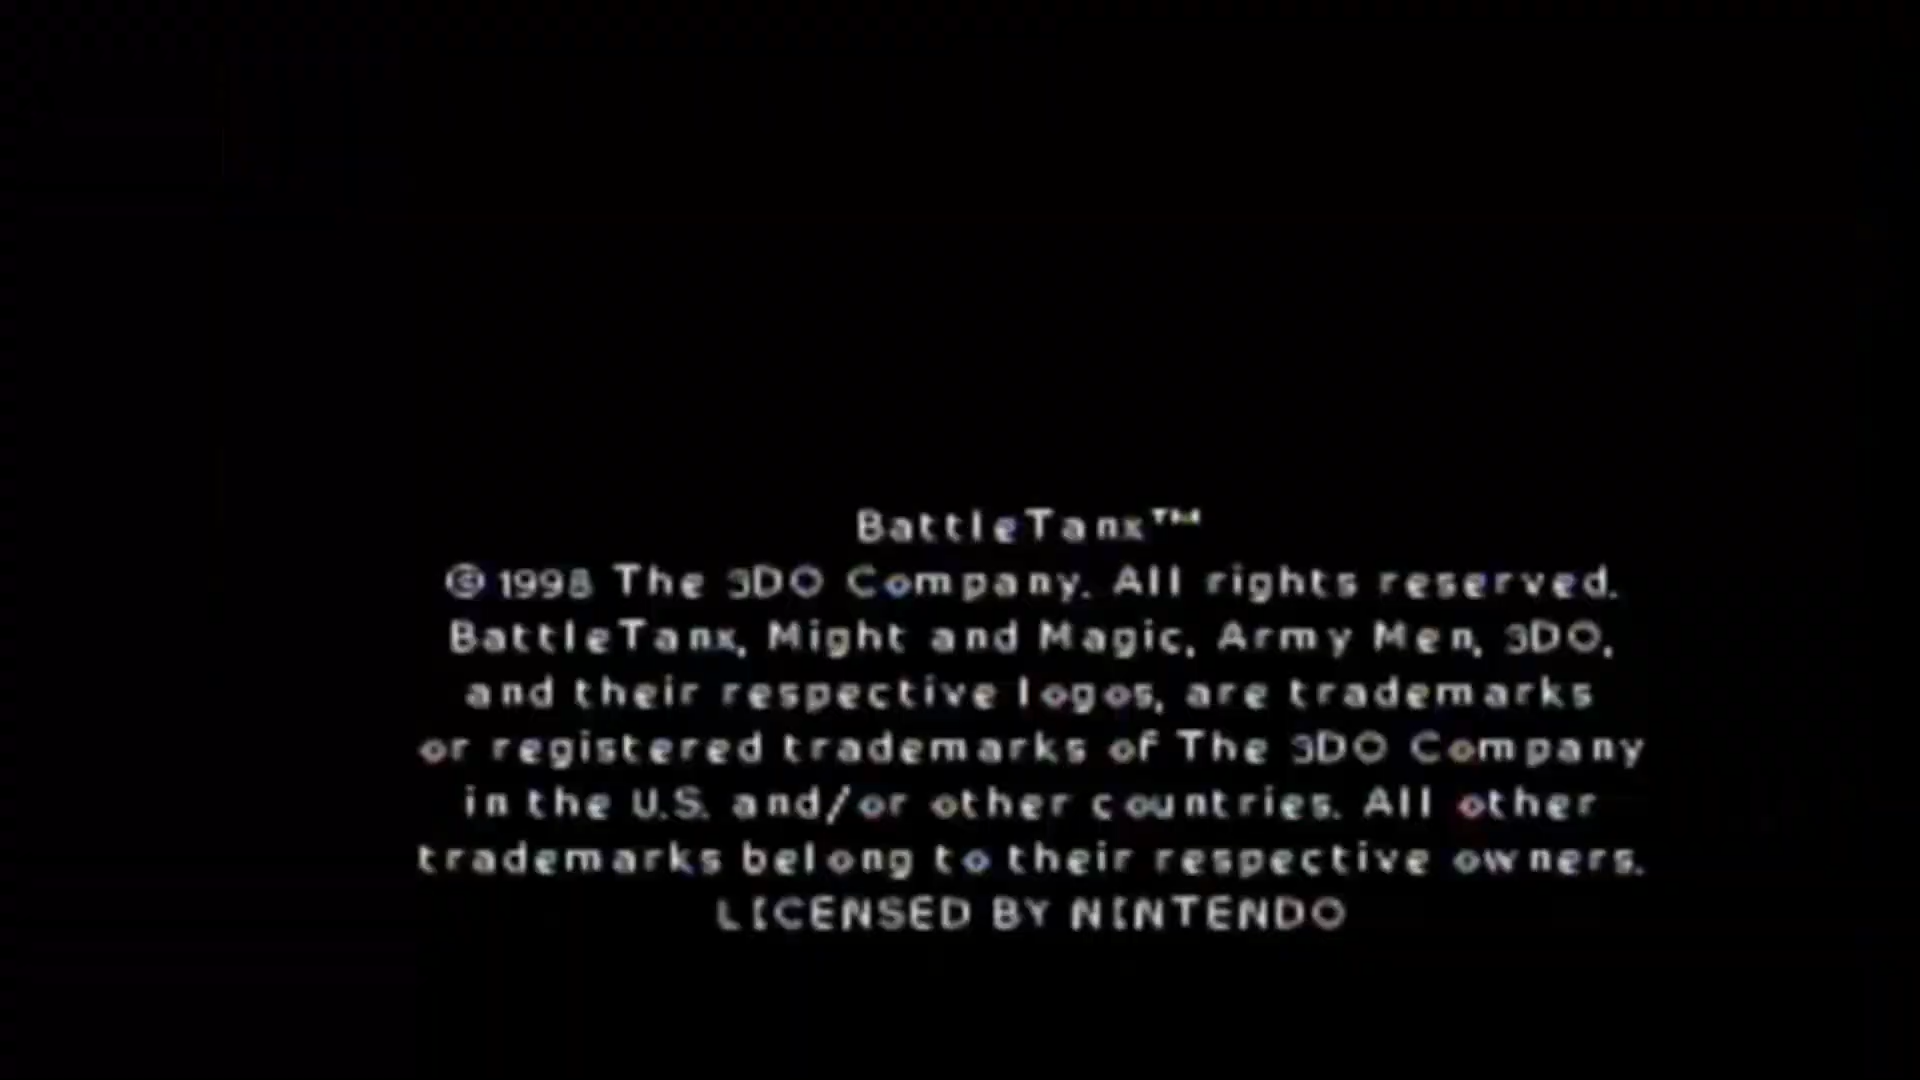 BattleTanx™
© 1998 The 3DO Company. All rights reserved.
BattleTanx, Might and Magic, Army Men, 3DO,
and their respective logos, are trademarks
or registered trademarks of The 3DO Company
in the U.S. and/or other countries. All other
trademarks belong to their respective owners.
LICENSED BY NINTENDO